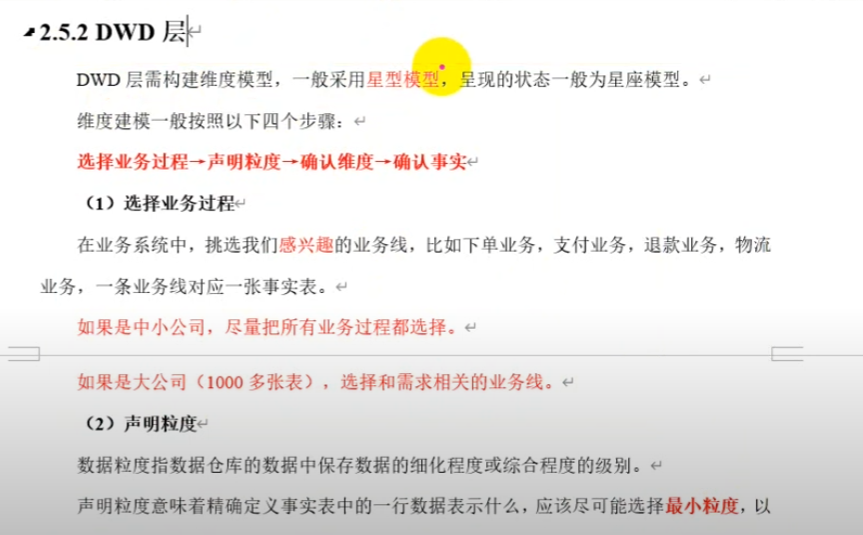 2.5.2 DWD 层
DWD 层需构建维度模型，一般采用星型模型，呈现的状态一般为星座模型。
维度建模一般按照以下四个步骤：
选择业务过程→声明粒度→确认维度→确认事实
（1）选择业务过程
在业务系统中，挑选我们感兴趣的业务线，比如下单业务，支付业务，退款业务，物流
业务，一条业务线对应一张事实表。
如果是中小公司，尽量把所有业务过程都选择。
如果是大公司（1000 多张表），选择和需求相关的业务线。
（2）声明粒度
数据粒度指数据仓库的数据中保存数据的细化程度或综合程度的级别。
声明粒度意味着精确定义事实表中的一行数据表示什么，应该尽可能选择最小粒度，以